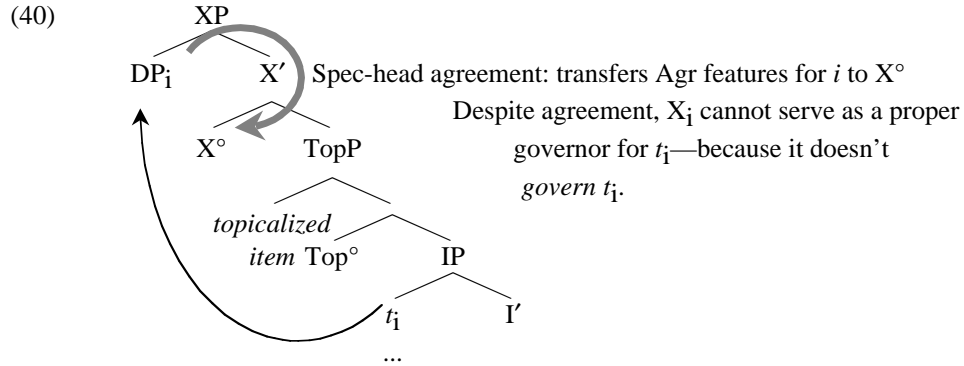 (40) XP
DPi X′ Spec-head agreement: transfers Agr features for i to X°
Despite agreement, Xi cannot serve as a proper
X° TopP governor for ti—because it doesn't
govern ti.
topicalized
item Top° IP
ti I′
...